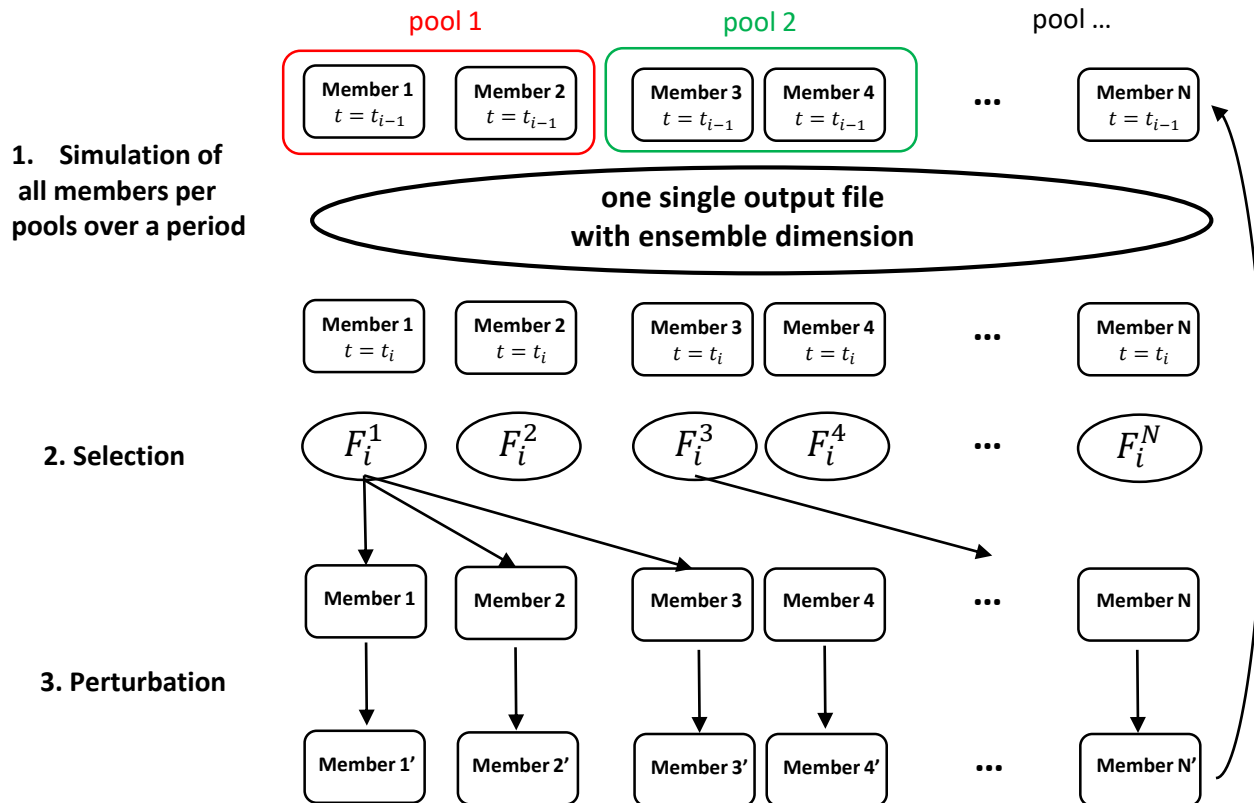 pool 1
pool 2
pool …
Member 1
t = t_{i−1}
Member 2
t = t_{i−1}
Member 3
t = t_{i−1}
Member 4
t = t_{i−1}
...
Member N
t = t_{i−1}
1. Simulation of
all members per
pools over a period
one single output file
with ensemble dimension
Member 1
t = t_i
Member 2
t = t_i
Member 3
t = t_i
Member 4
t = t_i
...
Member N
t = t_i
2. Selection
F_i^1
F_i^2
F_i^3
F_i^4
...
F_i^N
Member 1
Member 2
Member 3
Member 4
...
Member N
3. Perturbation
Member 1’
Member 2’
Member 3’
Member 4’
...
Member N’